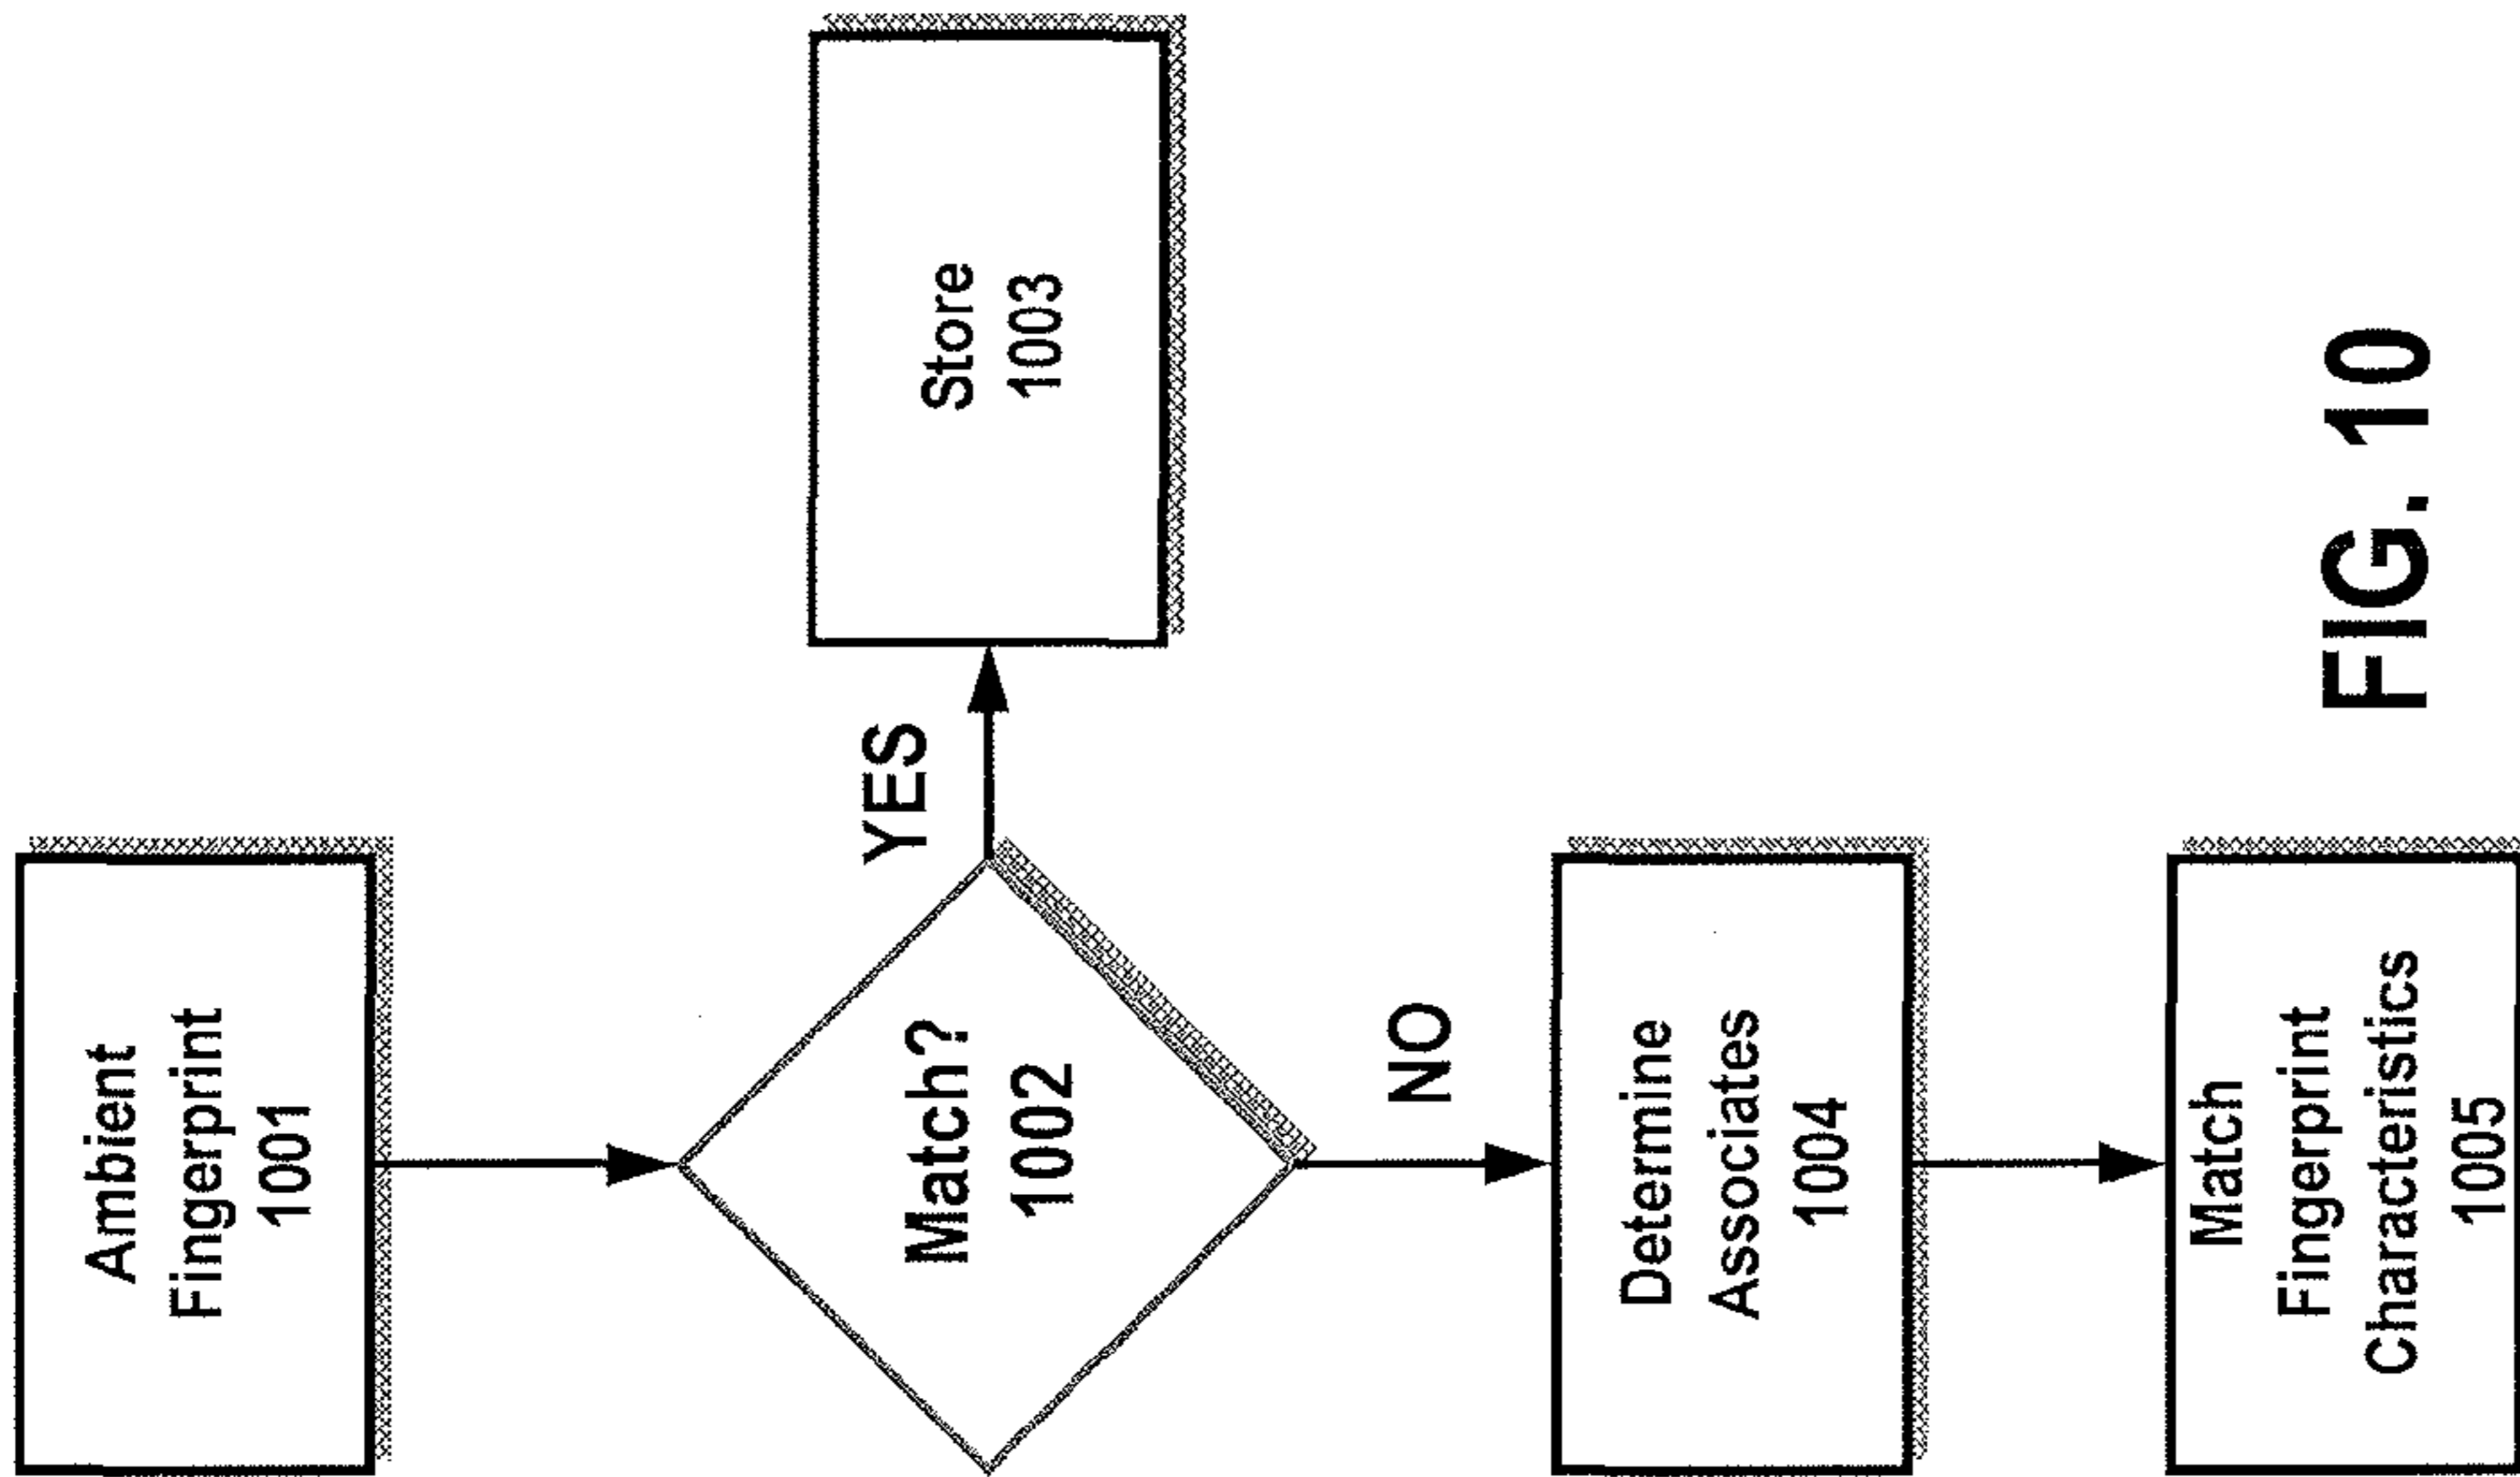 Ambient
Fingerprint
1001
Match?
1002
YES
Store
1003
NO
Determine
Associates
1004
Match
Fingerprint
Characteristics
1005
FIG. 10